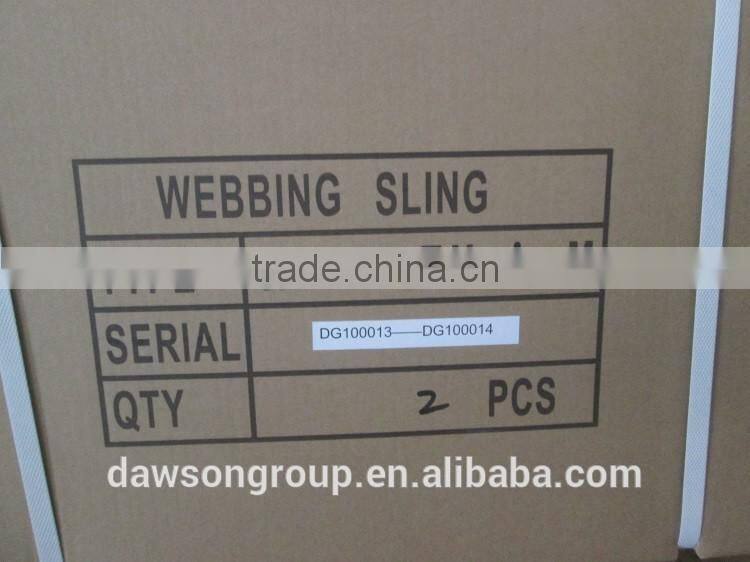 WEBBING SLING
trade.china.cn
SERIAL DG100013——DG100014
QTY 2 PCS
dawsongroup.en.alibaba.com